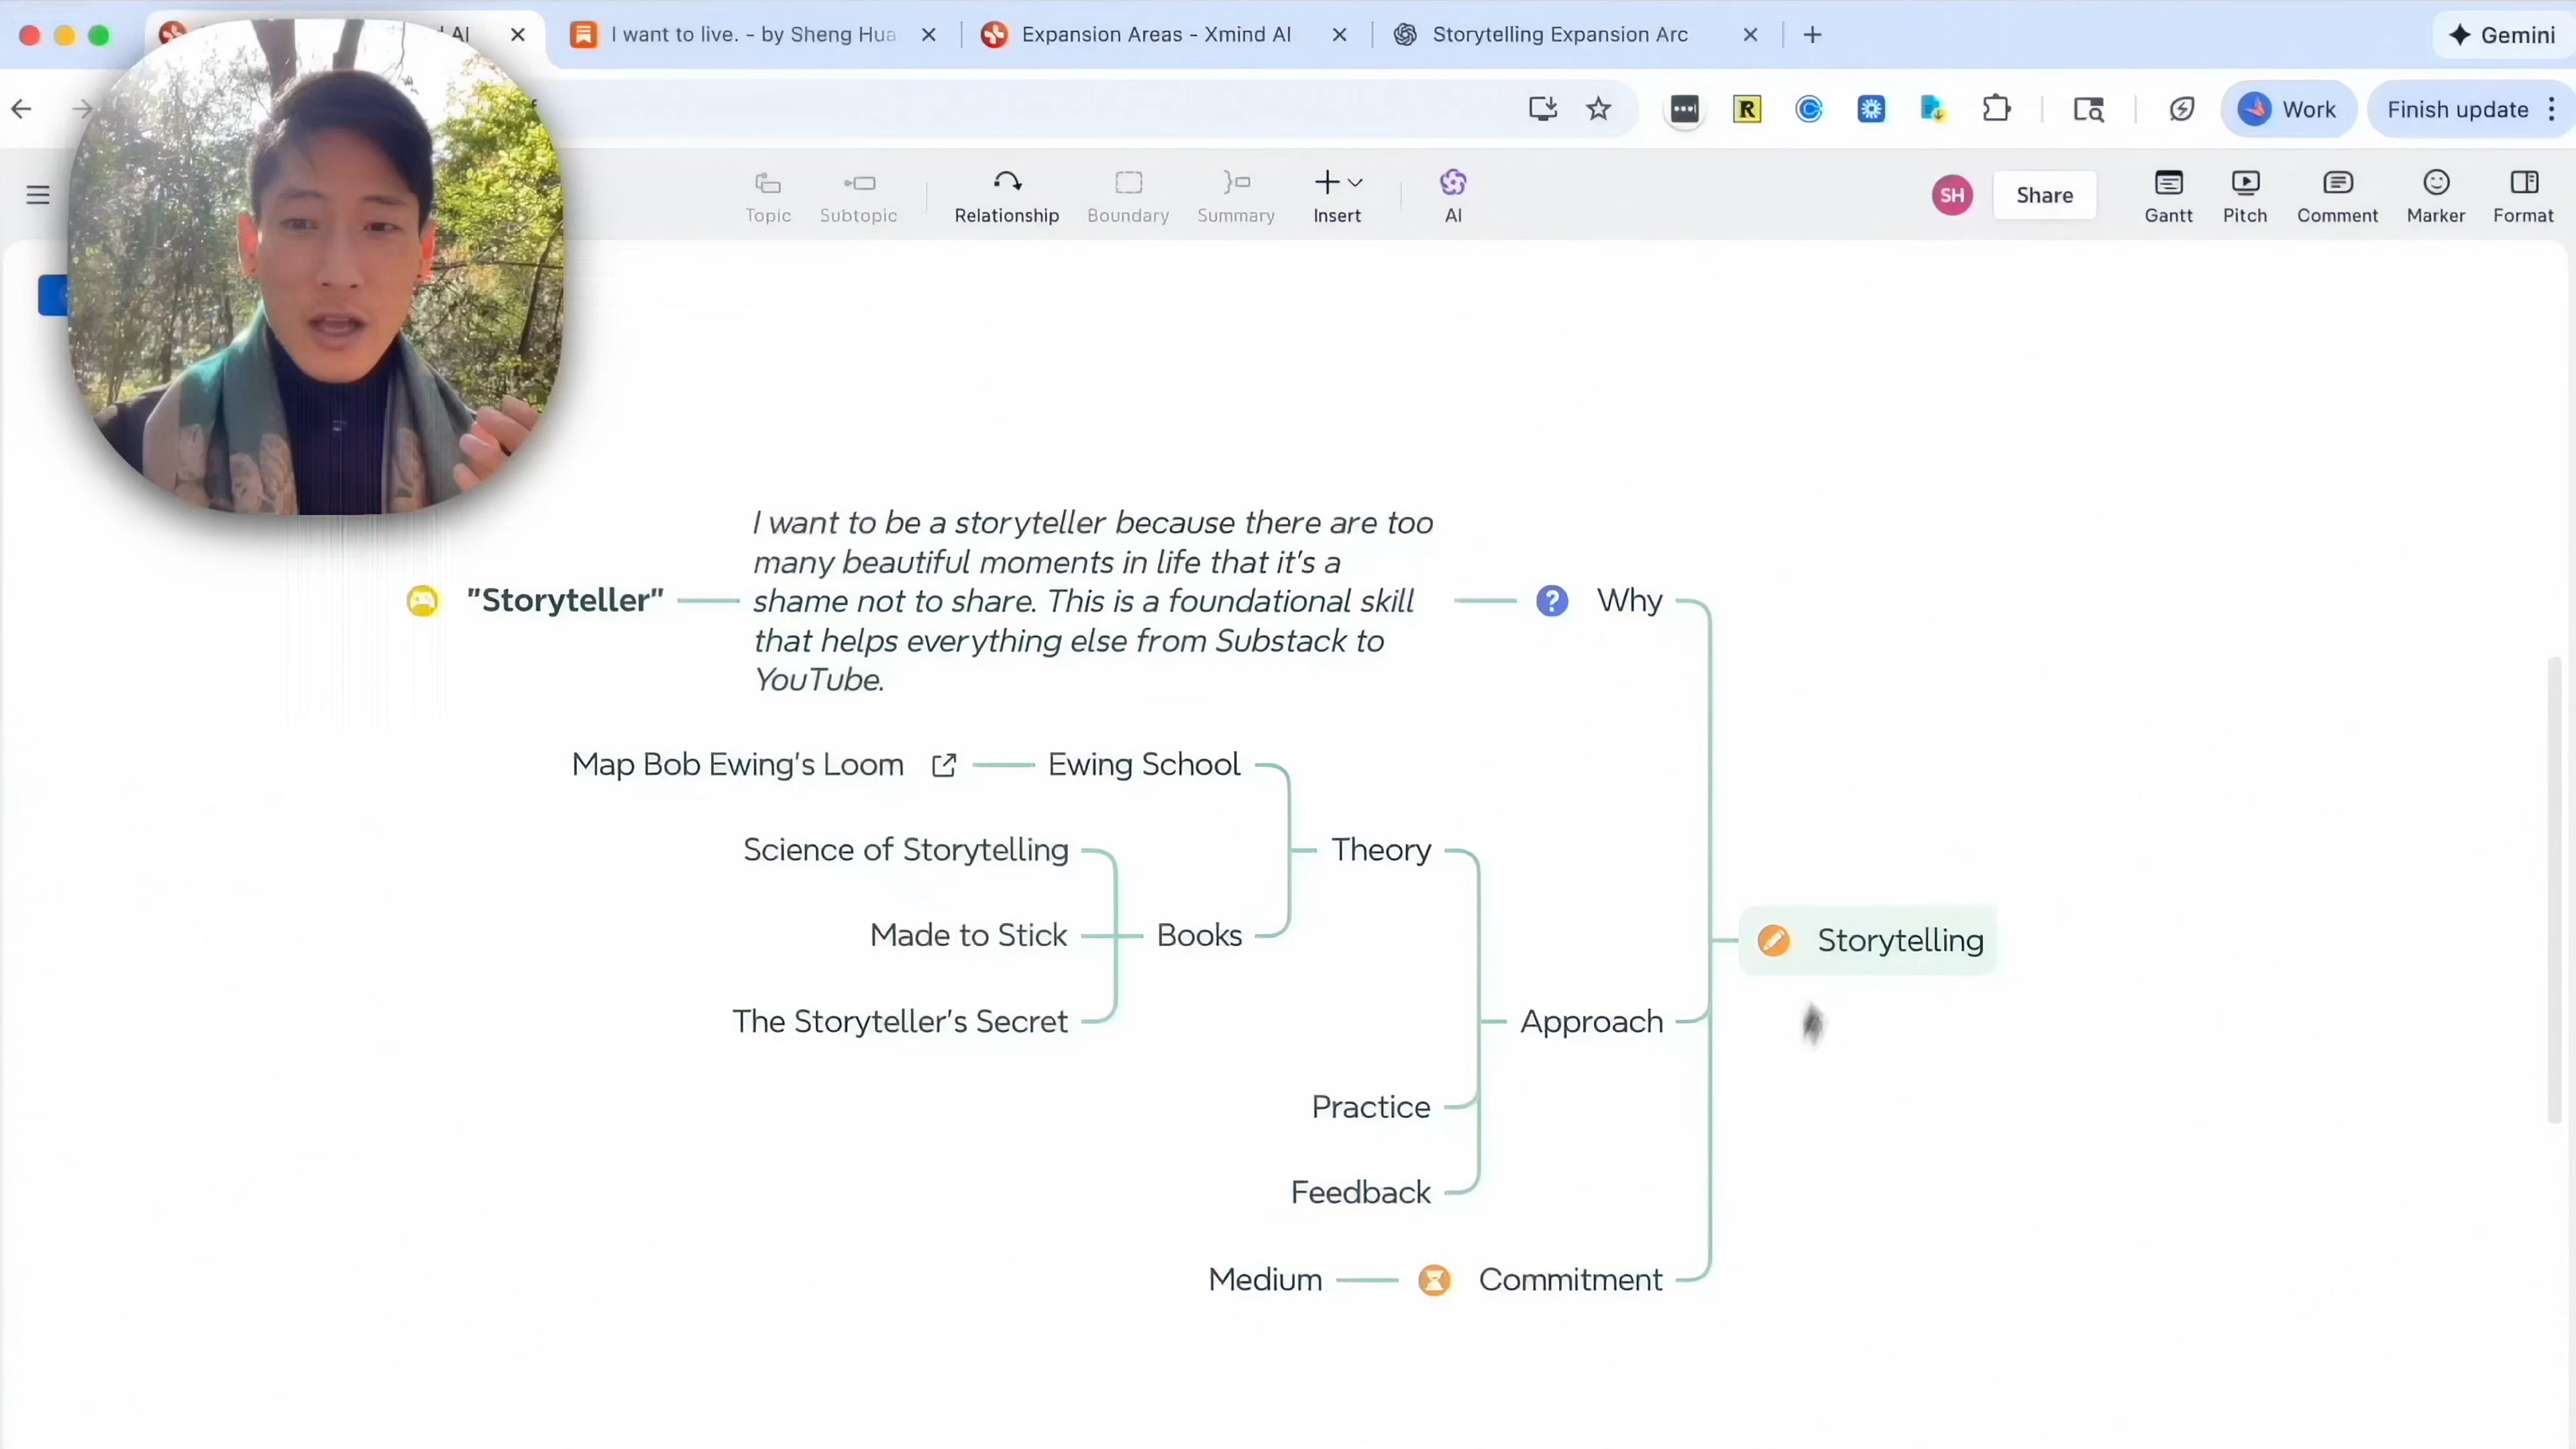 AI
I want to live. - by Sheng Hua
Expansion Areas - Xmind AI
Storytelling Expansion Arc
Gemini
R
Work
Finish update
Topic
Subtopic
Relationship
Boundary
Summary
Insert
AI
SH
Share
Gantt
Pitch
Comment
Marker
Format
"Storyteller"
I want to be a storyteller because there are too
many beautiful moments in life that it's a
shame not to share. This is a foundational skill
that helps everything else from Substack to
YouTube.
? Why
Map Bob Ewing's Loom
Ewing School
Science of Storytelling
Theory
Made to Stick
Books
Storytelling
The Storyteller's Secret
Approach
Practice
Feedback
Medium
Commitment